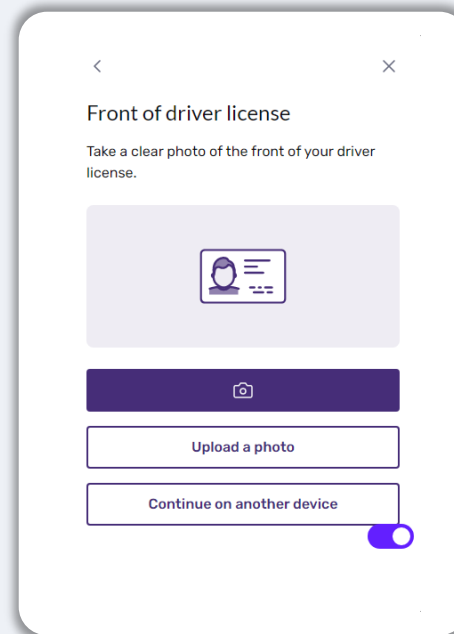 Front of driver license
Take a clear photo of the front of your driver
license.
Upload a photo
Continue on another device